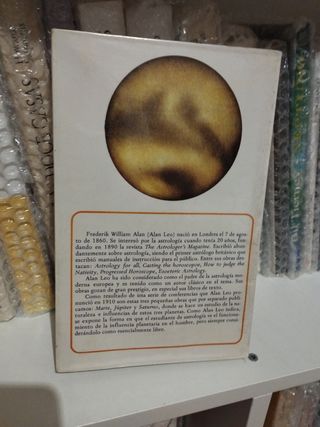 Frederik William Alan (Alan Leo) nació en Londres el 7 de agos-
to de 1860. Se interesó por la astrología cuando tenía 20 años, fun-
dando en 1890 la revista The Astrologer's Magazine. Escribió abun-
dantemente sobre astrología, siendo el primer astrólogo británico que
escribió manuales de instrucción para el público. Entre sus obras des-
tacan: Astrology for all, Casting the horoscope, How to judge the
Nativity, Progressed Horoscope, Esoteric Astrology.
Alan Leo ha sido considerado como el padre de la astrología mo-
derna europea y es tenido como un autor clásico en el tema. Sus
obras gozan de gran prestigio, en especial sus libros de texto.
Como resultado de una serie de conferencias que Alan Leo pro-
nunció en 1910 son estas tres pequeñas obras que por separado publi-
camos: Marte, Júpiter y Saturno, donde se hace un estudio de la na-
turaleza e influencias de estos tres planetas. Como Alan Leo indica,
se expone la forma en que el estudiante de astrología ve el funciona-
miento de la influencia planetaria en el hombre, pero siempre consi-
derándolo como esencialmente libre.
DOCE CASAS